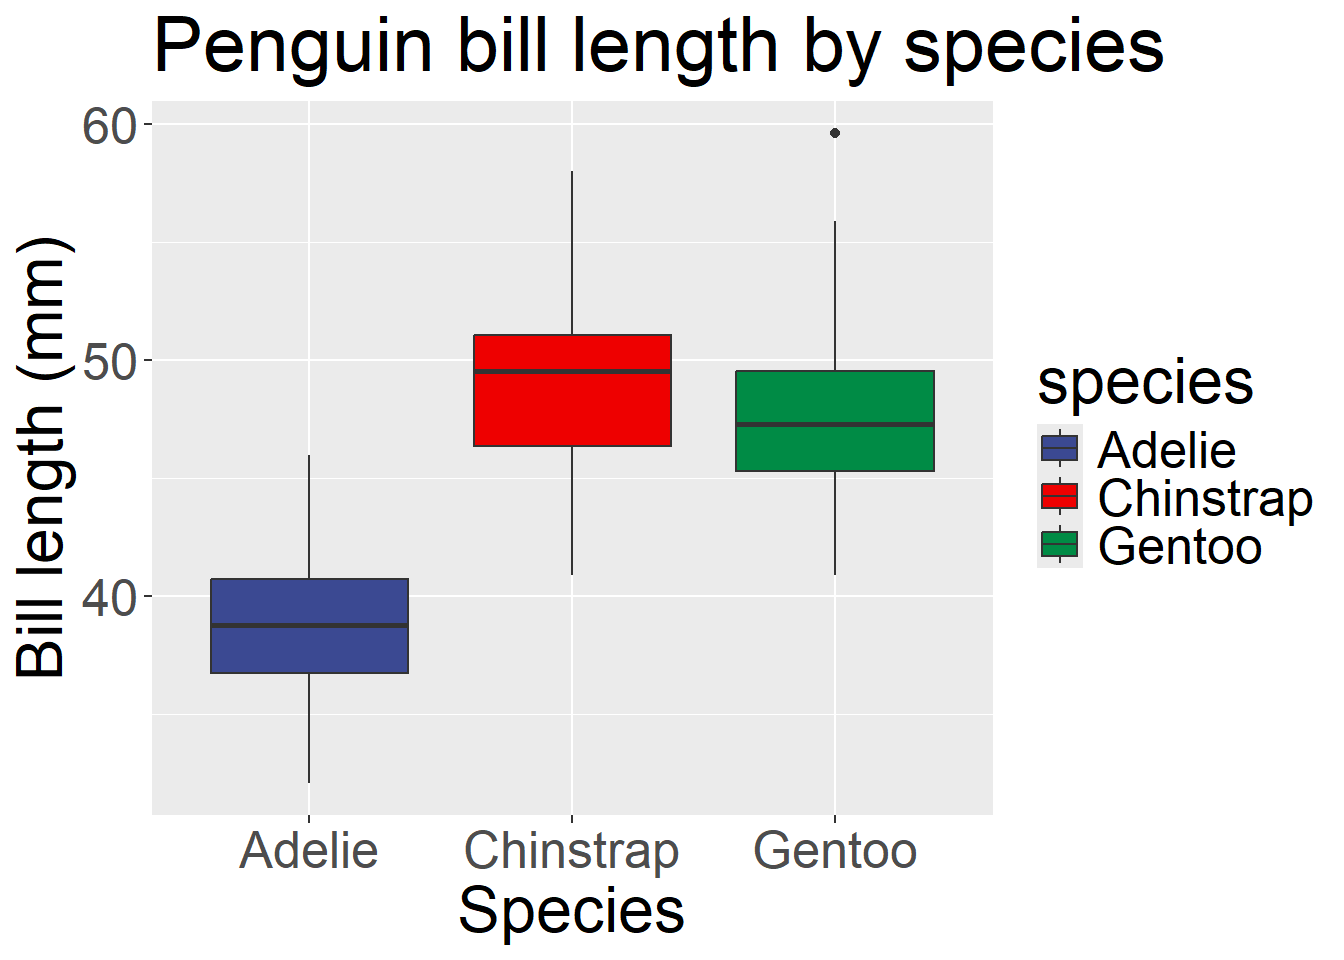 Penguin bill length by species
60
50
40
Bill length (mm)
Adelie
Chinstrap
Gentoo
Species
species
Adelie
Chinstrap
Gentoo